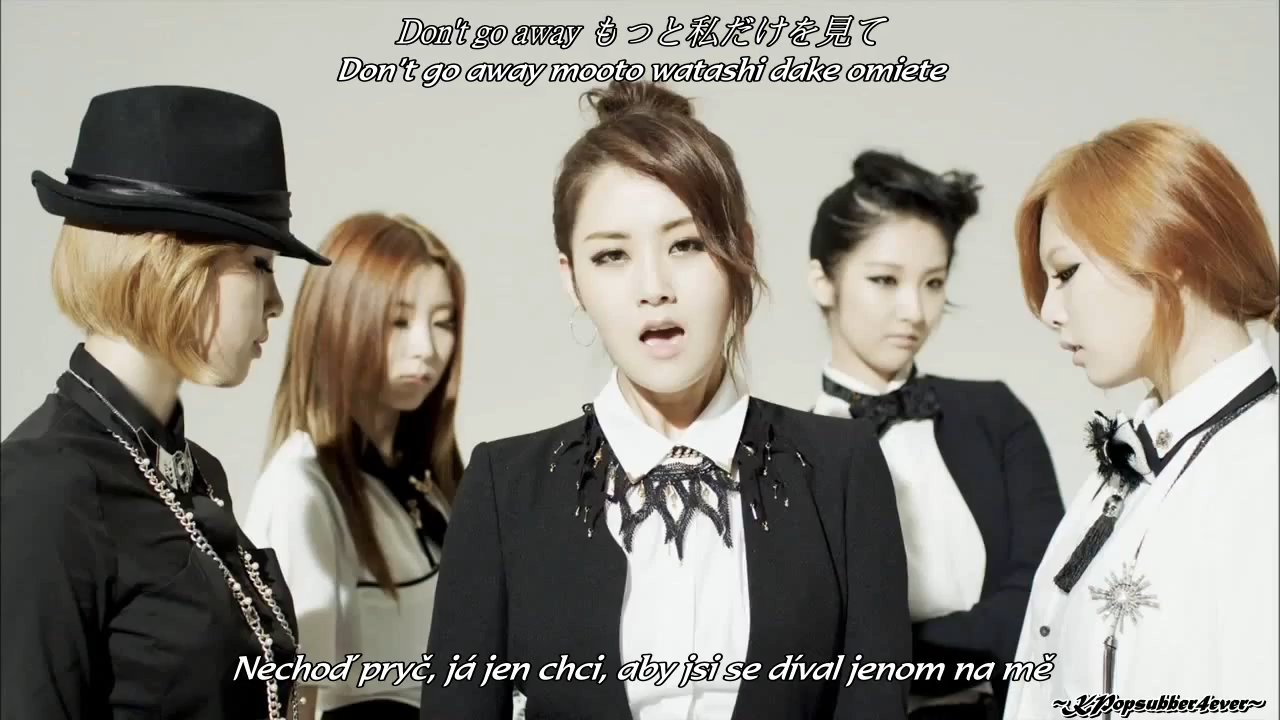 Don't go away もっと私だけを見て
Don't go away mooto watashi dake omiete
Nechoď pryč, já jen chci, aby jsi se díval jenom na mě
~KPopsubber4ever~